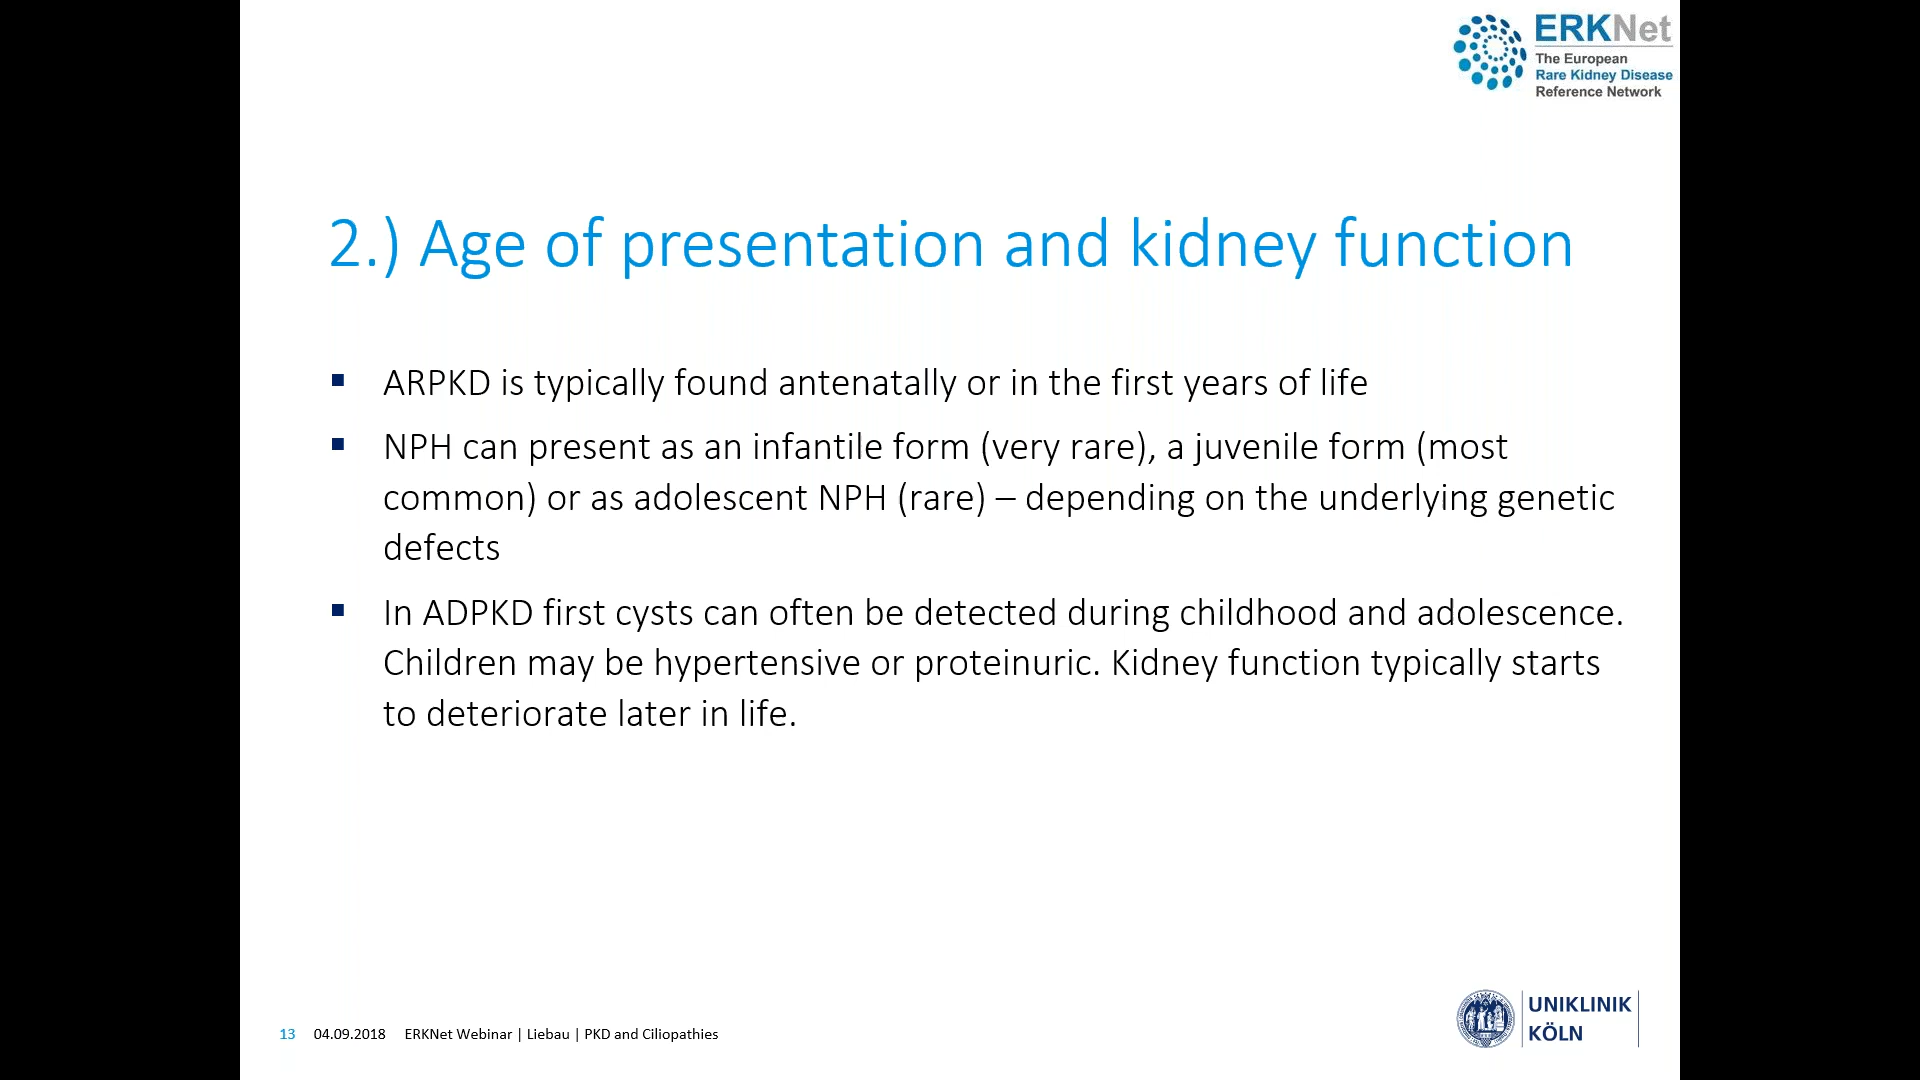 ERKNet
The European
Rare Kidney Disease
Reference Network
2.) Age of presentation and kidney function
▪ ARPKD is typically found antenatally or in the first years of life
▪ NPH can present as an infantile form (very rare), a juvenile form (most
common) or as adolescent NPH (rare) – depending on the underlying genetic
defects
▪ In ADPKD first cysts can often be detected during childhood and adolescence.
Children may be hypertensive or proteinuric. Kidney function typically starts
to deteriorate later in life.
13 04.09.2018 ERKNet Webinar | Liebau | PKD and Ciliopathies
UNIKLINIK
KÖLN